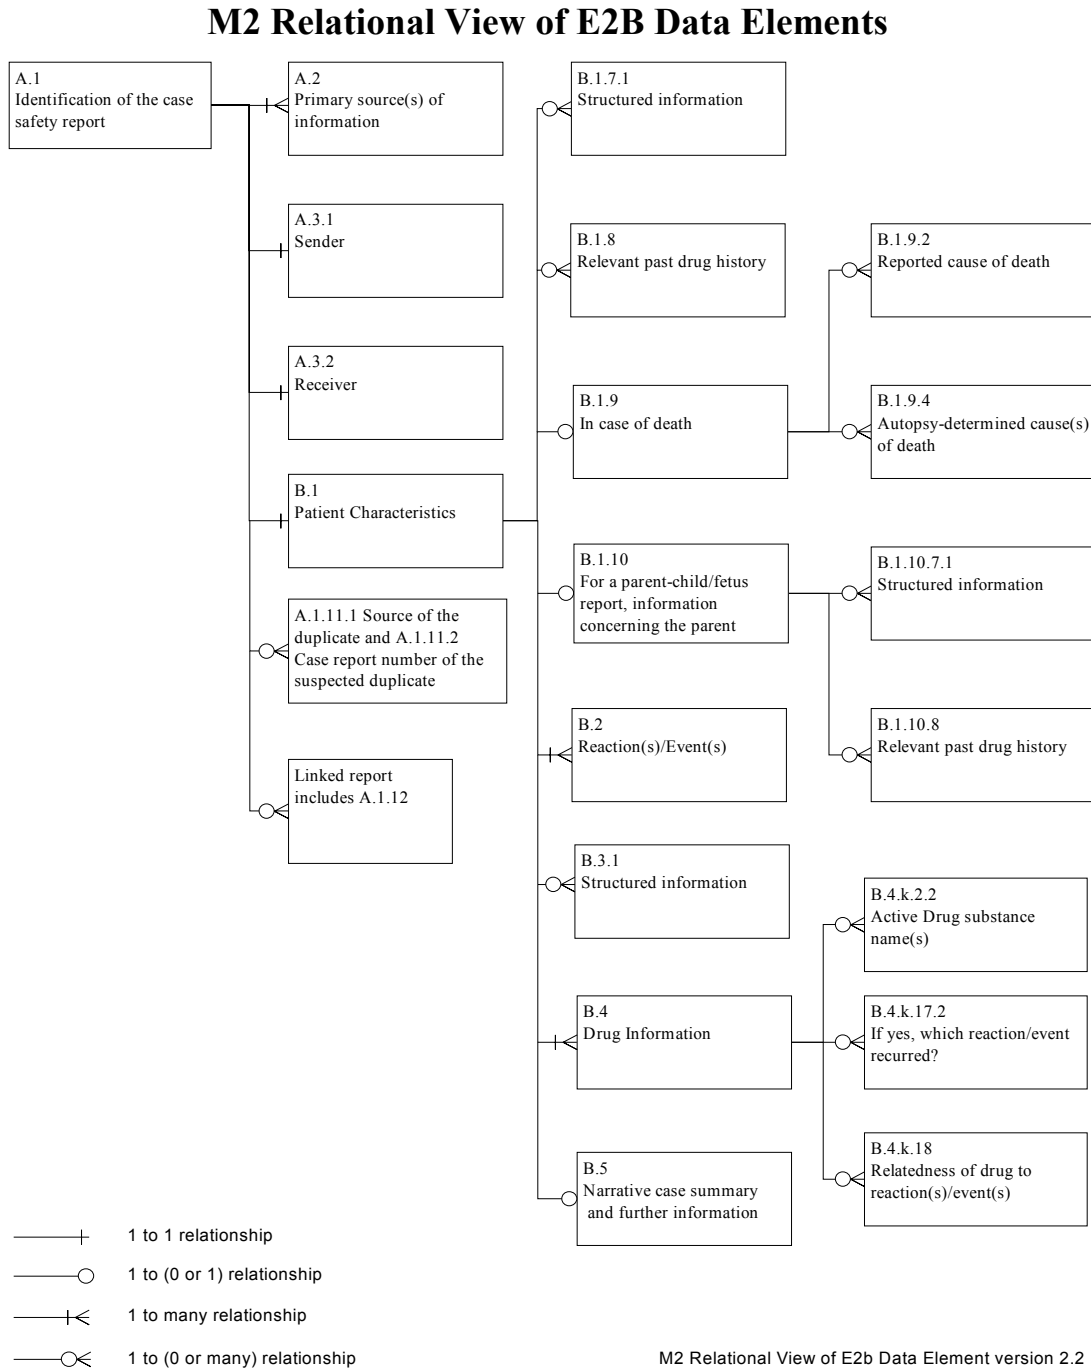 M2 Relational View of E2B Data Elements
A.1
Identification of the case
safety report
A.2
Primary source(s) of
information
A.3.1
Sender
A.3.2
Receiver
B.1
Patient Characteristics
A.1.11.1 Source of the
duplicate and A.1.11.2
Case report number of the
suspected duplicate
Linked report
includes A.1.12
B.1.7.1
Structured information
B.1.8
Relevant past drug history
B.1.9
In case of death
B.1.9.2
Reported cause of death
B.1.9.4
Autopsy-determined cause(s)
of death
B.1.10
For a parent-child/fetus
report, information
concerning the parent
B.1.10.7.1
Structured information
B.1.10.8
Relevant past drug history
B.2
Reaction(s)/Event(s)
B.3.1
Structured information
B.4
Drug Information
B.4.k.2.2
Active Drug substance
name(s)
B.4.k.17.2
If yes, which reaction/event
recurred?
B.4.k.18
Relatedness of drug to
reaction(s)/event(s)
B.5
Narrative case summary
and further information
1 to 1 relationship
1 to (0 or 1) relationship
1 to many relationship
1 to (0 or many) relationship
M2 Relational View of E2b Data Element version 2.2